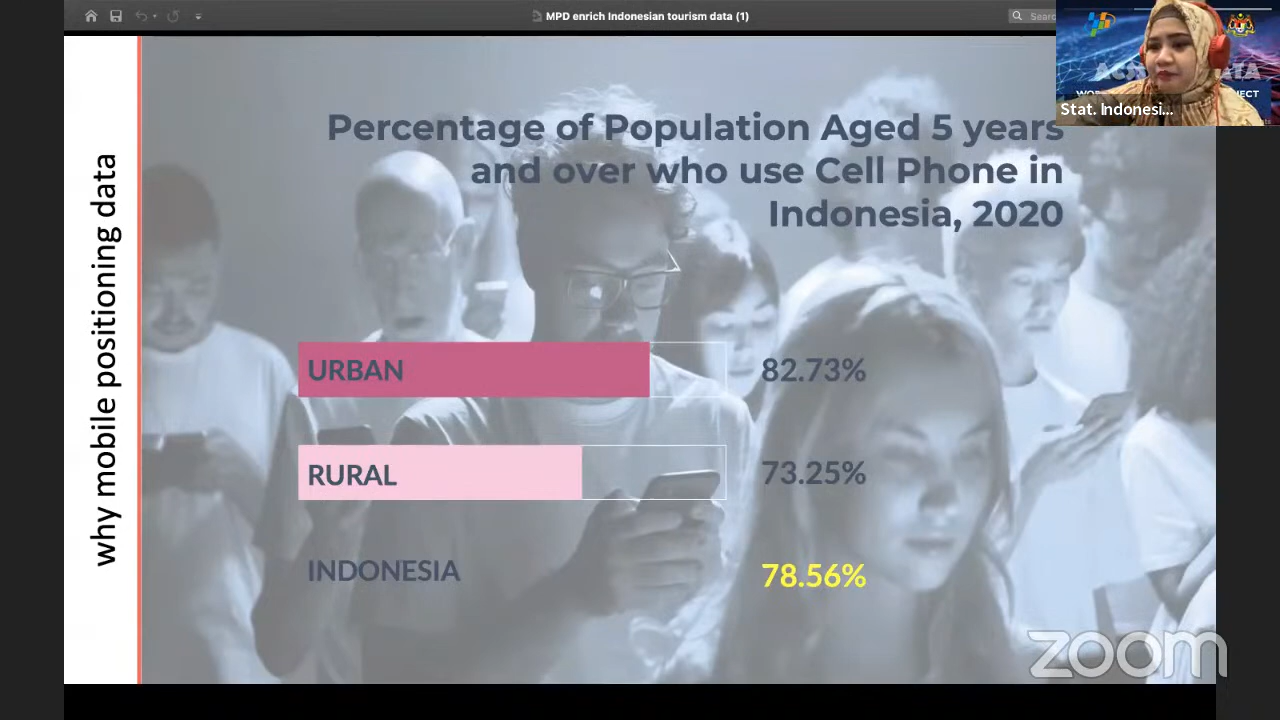 MPD enrich Indonesian tourism data (1)
Stat. Indonesi...
why mobile positioning data
Percentage of Population Aged 5 years
and over who use Cell Phone in
Indonesia, 2020
URBAN
82.73%
RURAL
73.25%
INDONESIA
78.56%
zoom